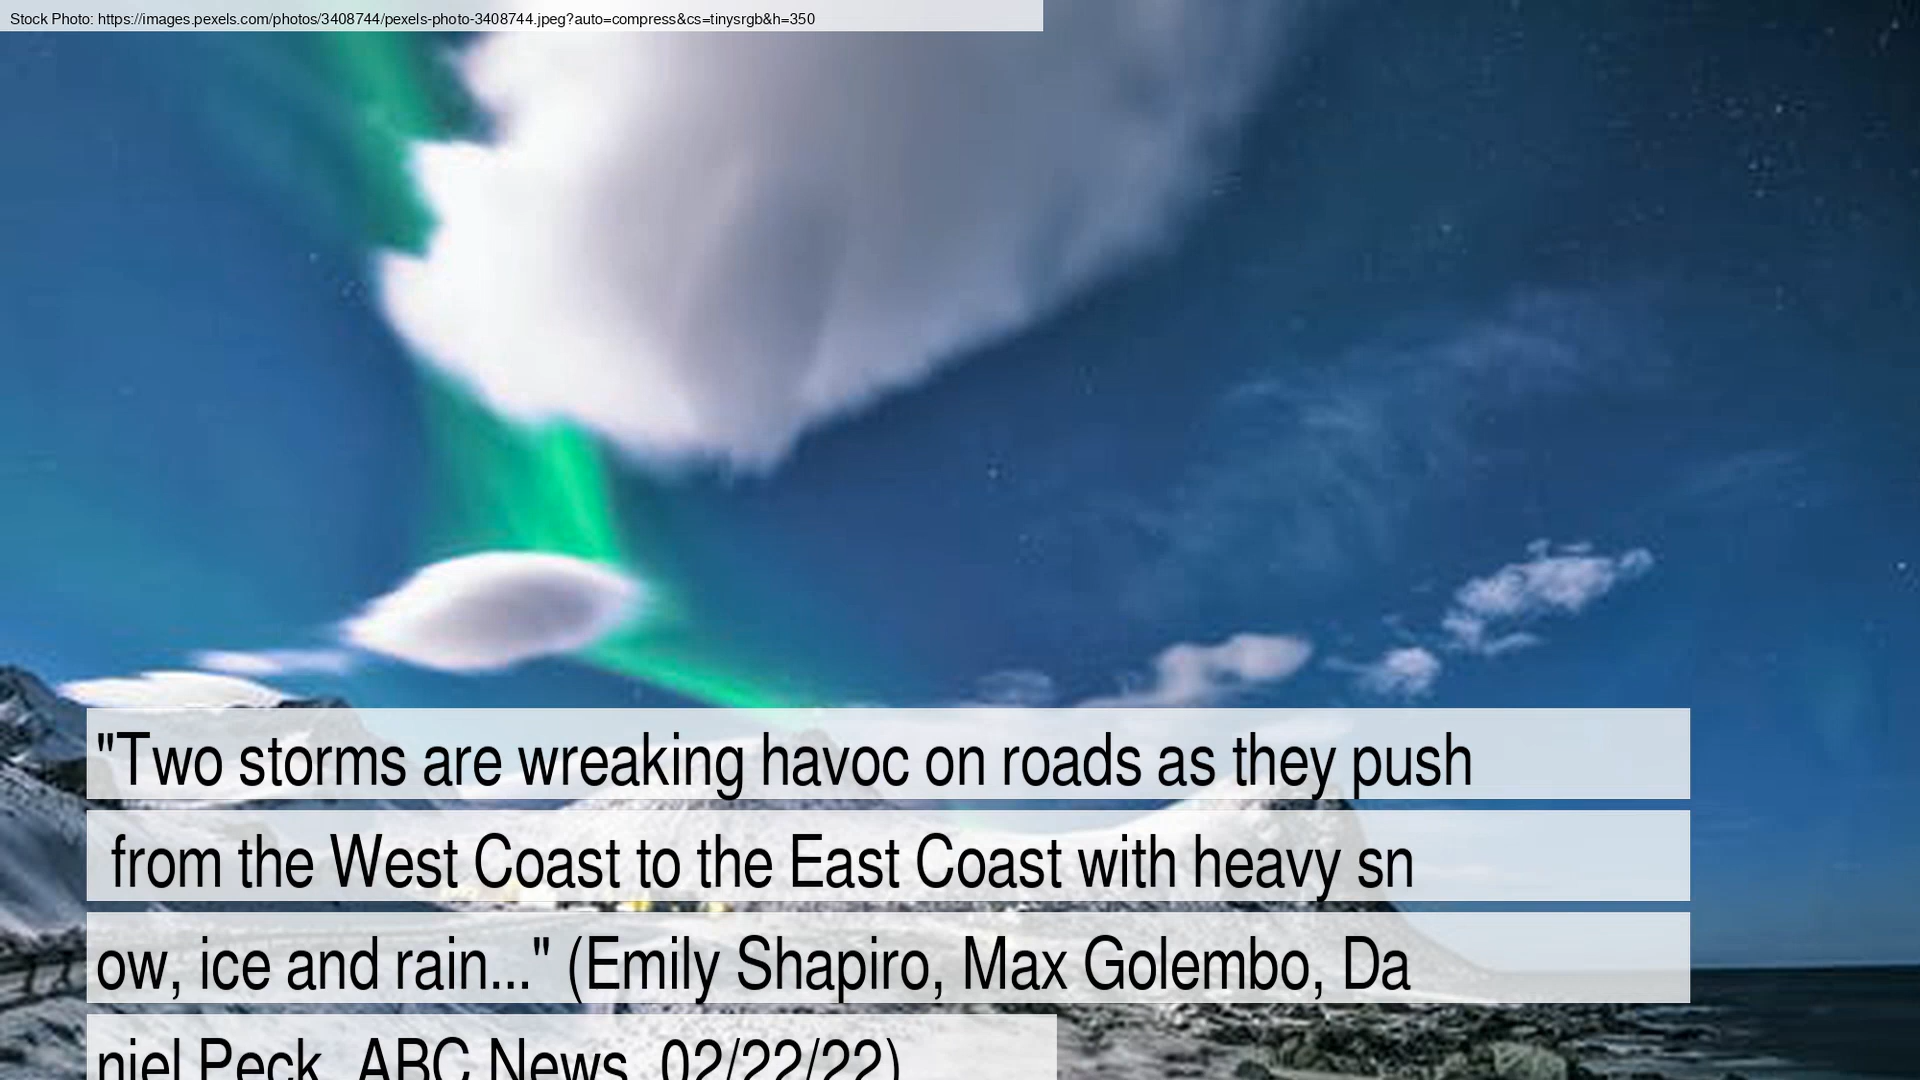 Stock Photo: https://images.pexels.com/photos/3408744/pexels-photo-3408744.jpeg?auto=compress&cs=tinysrgb&h=350
"Two storms are wreaking havoc on roads as they push
from the West Coast to the East Coast with heavy sn
ow, ice and rain..." (Emily Shapiro, Max Golembo, Da
niel Peck, ABC News, 02/22/22)